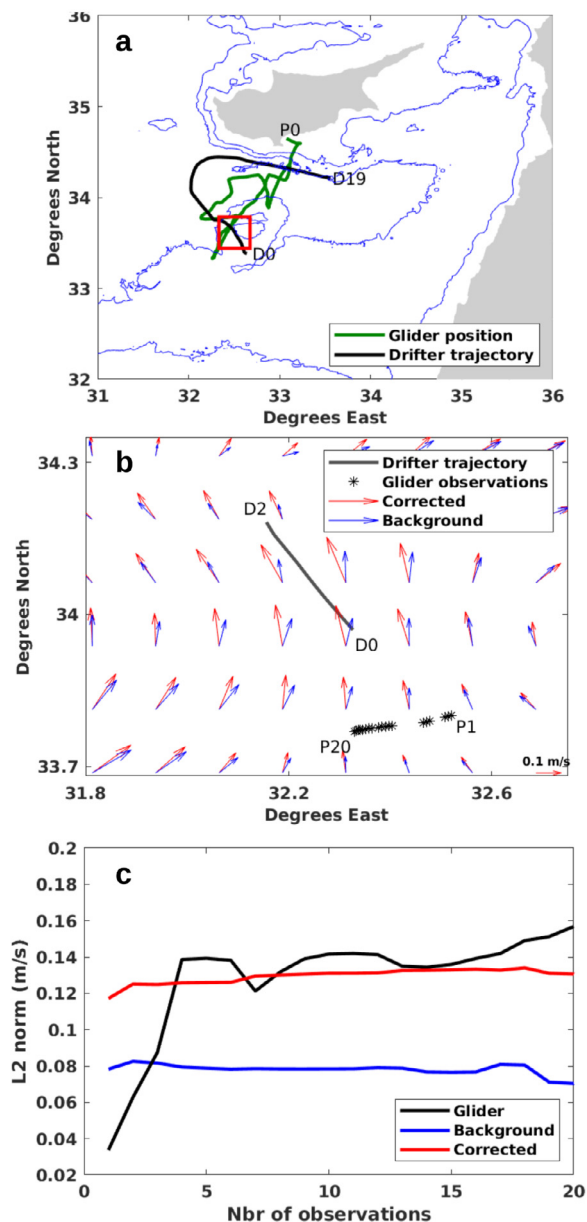 a
36
35
34
33
32
Degrees North
P0
D19
D0
Glider position
Drifter trajectory
31 32 33 34 35 36
Degrees East
b
34.3
34
33.7
Degrees North
Drifter trajectory
Glider observations
Corrected
Background
D2
D0
P20
P1
0.1 m/s
31.8 32.2 32.6
Degrees East
c
0.2
0.18
0.16
0.14
0.12
0.1
0.08
0.06
0.04
0.02
L2 norm (m/s)
Glider
Background
Corrected
0 5 10 15 20
Nbr of observations